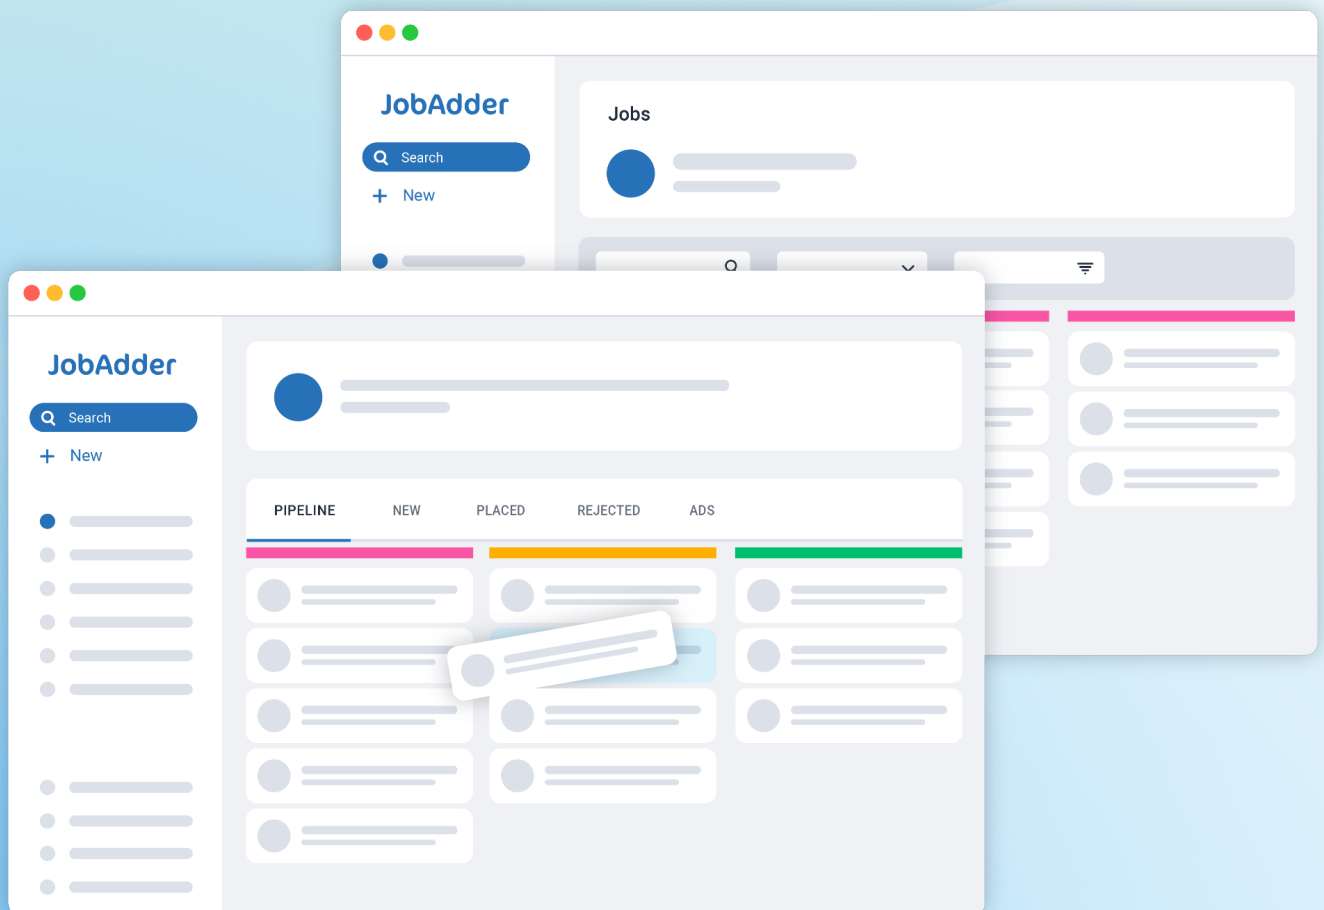 JobAdder
Search
New
Jobs
JobAdder
Search
New
PIPELINE NEW PLACED REJECTED ADS